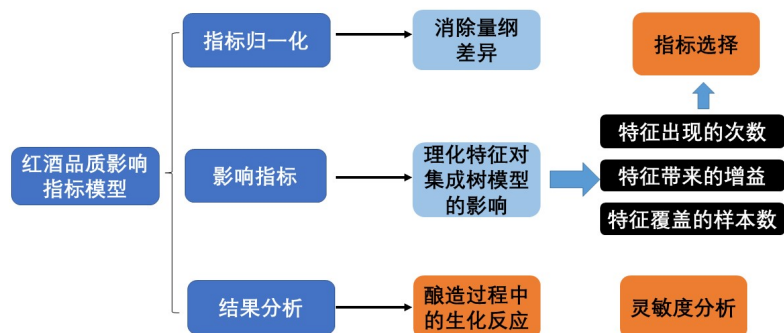 指标归一化
消除量纲
差异
指标选择
红酒品质影响
指标模型
影响指标
理化特征对
集成树模型
的影响
特征出现的次数
特征带来的增益
特征覆盖的样本数
结果分析
酿造过程中
的生化反应
灵敏度分析